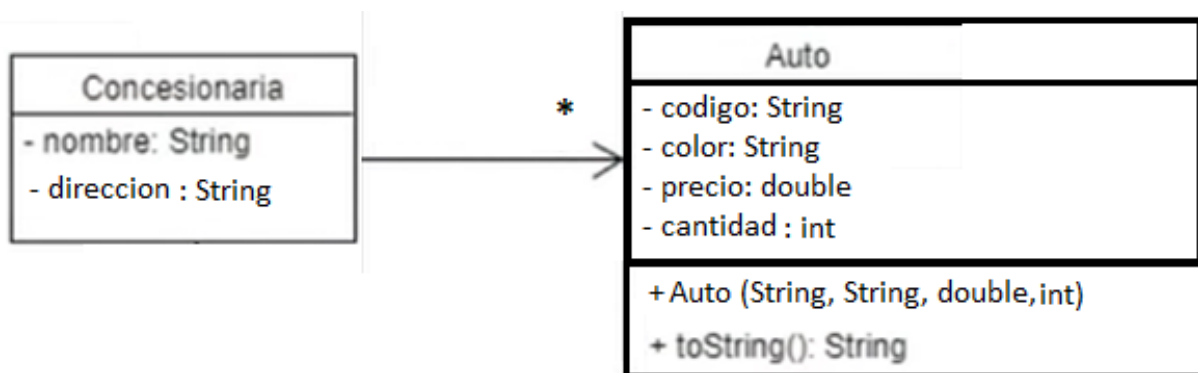 Concesionaria
- nombre: String
- direccion : String
*
Auto
- codigo: String
- color: String
- precio: double
- cantidad : int
+ Auto (String, String, double, int)
+ toString(): String